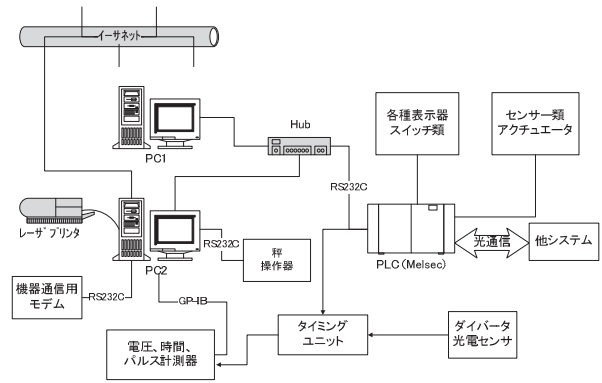 イーサネット
Hub
PC1
各種表示器
スイッチ類
センサー類
アクチュエータ
RS232C
レーザプリンタ
PC2
RS232C
秤
操作器
PLC(Melsec)
光通信
他システム
機器通信用
モデム
RS232C
GP-IB
電圧、時間、
パルス計測器
タイミング
ユニット
ダイバータ
光電センサ